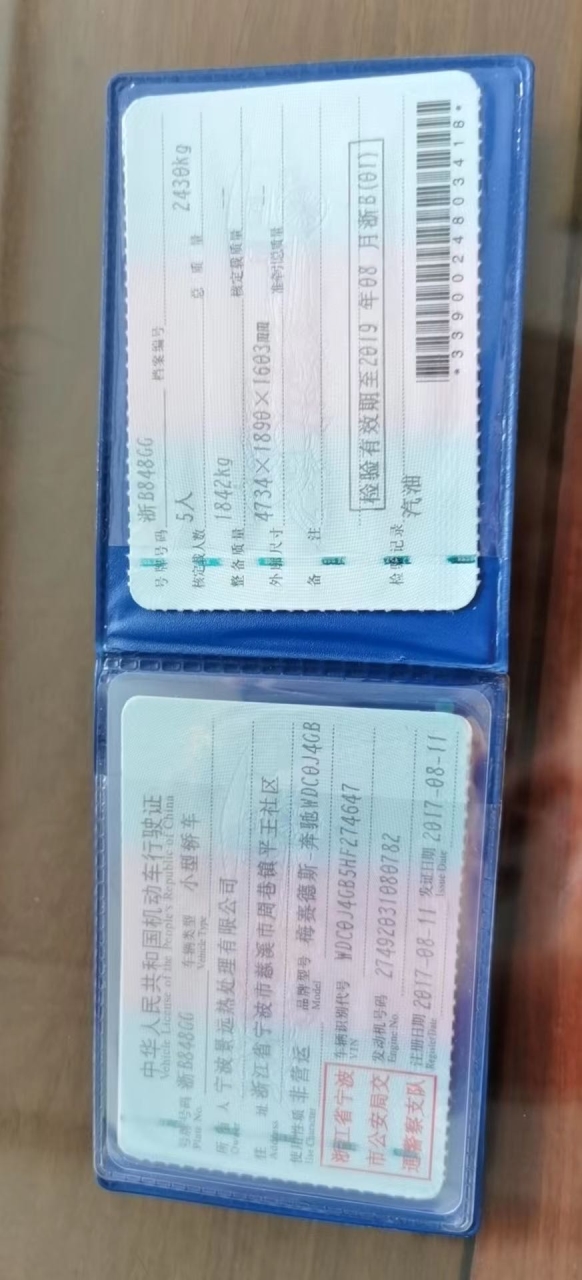 中华人民共和国机动车行驶证
Vehicle License of the People's Republic of China
号牌号码 浙B848GG 车辆类型 小型轿车
Plate No. Vehicle Type
所有人 宁波景远热处理有限公司
Owner
住址 浙江省宁波市慈溪市周巷镇平王社区
Address
使用性质 非营运 品牌型号 梅赛德斯-奔驰WDC0J4GB
Use Character Model
浙江省宁波
市公安局交
通警察支队
车辆识别代号 WDC0J4GB5HF274647
VIN
发动机号码 27492031080782
Engine No.
注册日期 2017-08-11 发证日期 2017-08-11
Register Date Issue Date
号牌号码 浙B848GG 档案编号
核定载人数 5人 总质量 2430kg
整备质量 1842kg 核定载质量 --
外廓尺寸 4734×1890×1603 准牵引总质量 --
备注
检验有效期至2019年08月浙B(01)
检验记录
汽油
*3390024803418*